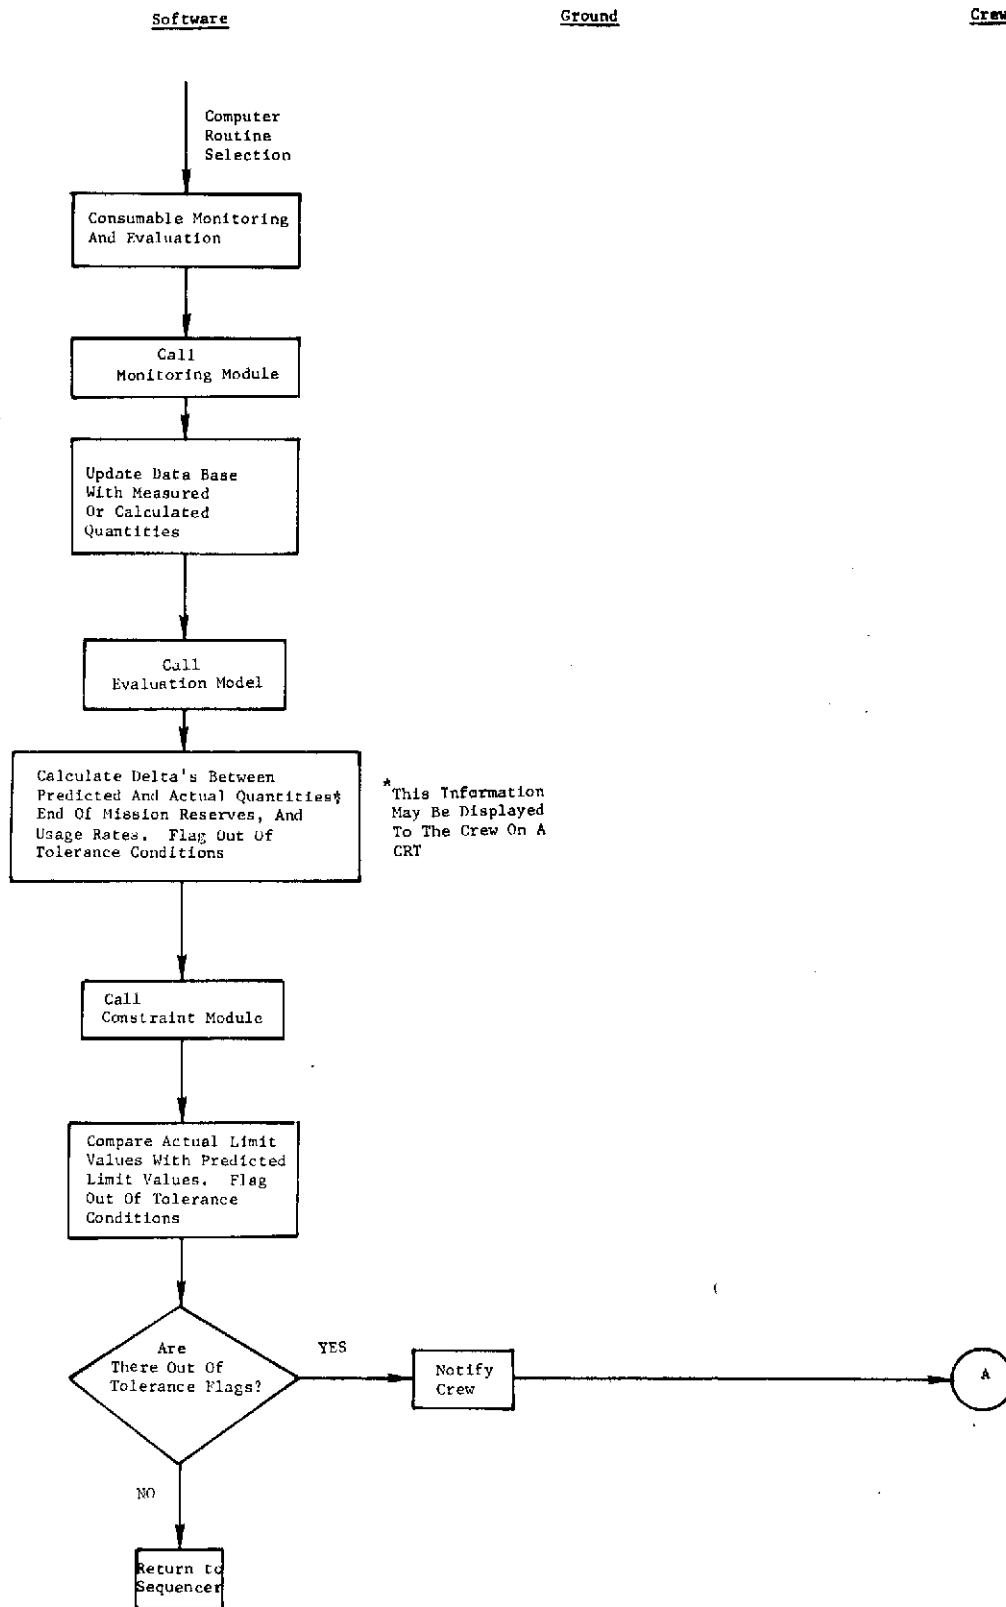 Software
Ground
Crew
Computer
Routine
Selection
Consumable Monitoring
And Evaluation
Call
Monitoring Module
Update Data Base
With Measured
Or Calculated
Quantities
Call
Evaluation Model
Calculate Delta's Between
Predicted And Actual Quantities*
End Of Mission Reserves, And
Usage Rates. Flag Out Of
Tolerance Conditions
*
This Information
May Be Displayed
To The Crew On A
CRT
Call
Constraint Module
Compare Actual Limit
Values With Predicted
Limit Values. Flag
Out Of Tolerance
Conditions
Are
There Out Of
Tolerance Flags?
YES
Notify
Crew
A
NO
Return to
Sequencer